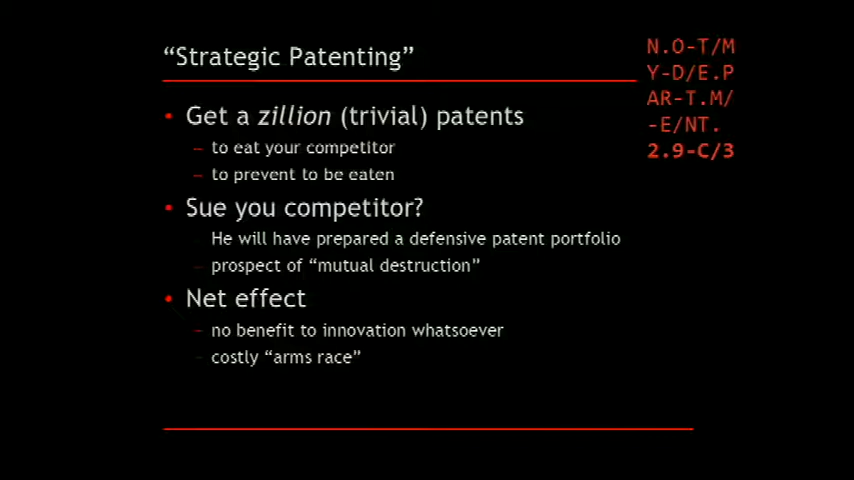 “Strategic Patenting”
N.O-T/M
Y-D/E.P
AR-T.M/
-E/NT.
2.9-C/3
• Get a zillion (trivial) patents
– to eat your competitor
– to prevent to be eaten
• Sue you competitor?
– He will have prepared a defensive patent portfolio
– prospect of “mutual destruction”
• Net effect
– no benefit to innovation whatsoever
– costly “arms race”